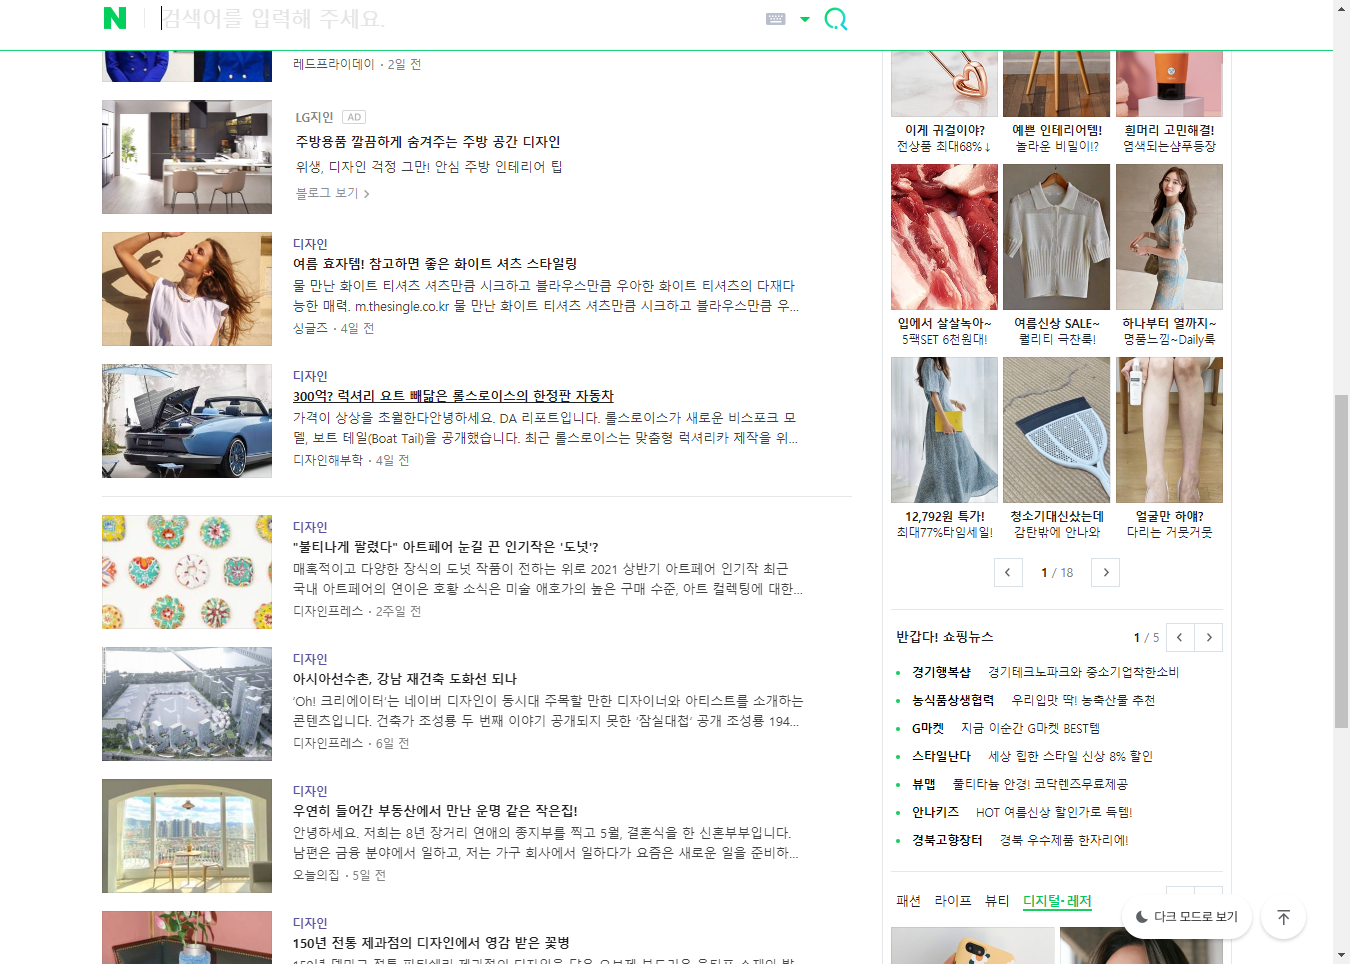 N
검색어를 입력해 주세요.
레드프라이데이 · 2일 전
LG지인 AD
주방용품 깔끔하게 숨겨주는 주방 공간 디자인
위생, 디자인 걱정 그만! 안심 주방 인테리어 팁
블로그 보기 >
디자인
여름 효자템! 참고하면 좋은 화이트 셔츠 스타일링
물 만난 화이트 티셔츠 셔츠만큼 시크하고 블라우스만큼 우아한 화이트 티셔츠의 다재다
능한 매력. m.thesingle.co.kr 물 만난 화이트 티셔츠 셔츠만큼 시크하고 블라우스만큼 우...
싱글즈 · 4일 전
디자인
300억? 럭셔리 요트 빼닮은 롤스로이스의 한정판 자동차
가격이 상상을 초월한다안녕하세요. DA 리포트입니다. 롤스로이스가 새로운 비스포크 모
델, 보트 테일(Boat Tail)을 공개했습니다. 최근 롤스로이스는 맞춤형 럭셔리카 제작을 위...
디자인해부학 · 4일 전
디자인
"불티나게 팔렸다" 아트페어 눈길 끈 인기작은 '도넛'?
매혹적이고 다양한 장식의 도넛 작품이 전하는 위로 2021 상반기 아트페어 인기작 최근
국내 아트페어의 연이은 호황 소식은 미술 애호가의 높은 구매 수준, 아트 컬렉팅에 대한...
디자인프레스 · 2주일 전
디자인
아시아선수촌, 강남 재건축 도화선 되나
‘Oh! 크리에이터’는 네이버 디자인이 동시대 주목할 만한 디자이너와 아티스트를 소개하는
콘텐츠입니다. 건축가 조성룡 두 번째 이야기 공개되지 못한 ‘잠실대첩’ 공개 조성룡 194...
디자인프레스 · 6일 전
디자인
우연히 들어간 부동산에서 만난 운명 같은 작은집!
안녕하세요. 저희는 8년 장거리 연애의 종지부를 찍고 5월, 결혼식을 한 신혼부부입니다.
남편은 금융 분야에서 일하고, 저는 가구 회사에서 일하다가 요즘은 새로운 일을 준비하...
오늘의집 · 5일 전
디자인
150년 전통 제과점의 디자인에서 영감 받은 꽃병
이게 귀걸이야?
전상품 최대68%↓
예쁜 인테리어템!
놀라운 비밀이!?
흰머리 고민해결!
염색되는샴푸등장
입에서 살살녹아~
5팩SET 6천원대!
여름신상 SALE~
퀄리티 극찬룩!
하나부터 열까지~
명품느낌~Daily룩
12,792원 특가!
최대77%타임세일!
청소기대신샀는데
감탄밖에 안나와
얼굴만 하얘?
다리는 거뭇거뭇
< 1 / 18 >
반갑다! 쇼핑뉴스 1 / 5 < >
경기행복샵 경기테크노파크와 중소기업착한소비
농식품상생협력 우리입맛 딱! 농축산물 추천
G마켓 지금 이순간 G마켓 BEST템
스타일난다 세상 힙한 스타일 신상 8% 할인
뷰맵 풀티타늄 안경! 코닥렌즈무료제공
안나키즈 HOT 여름신상 할인가로 득템!
경북고향장터 경북 우수제품 한자리에!
패션 라이프 뷰티 디지털·레저
다크 모드로 보기